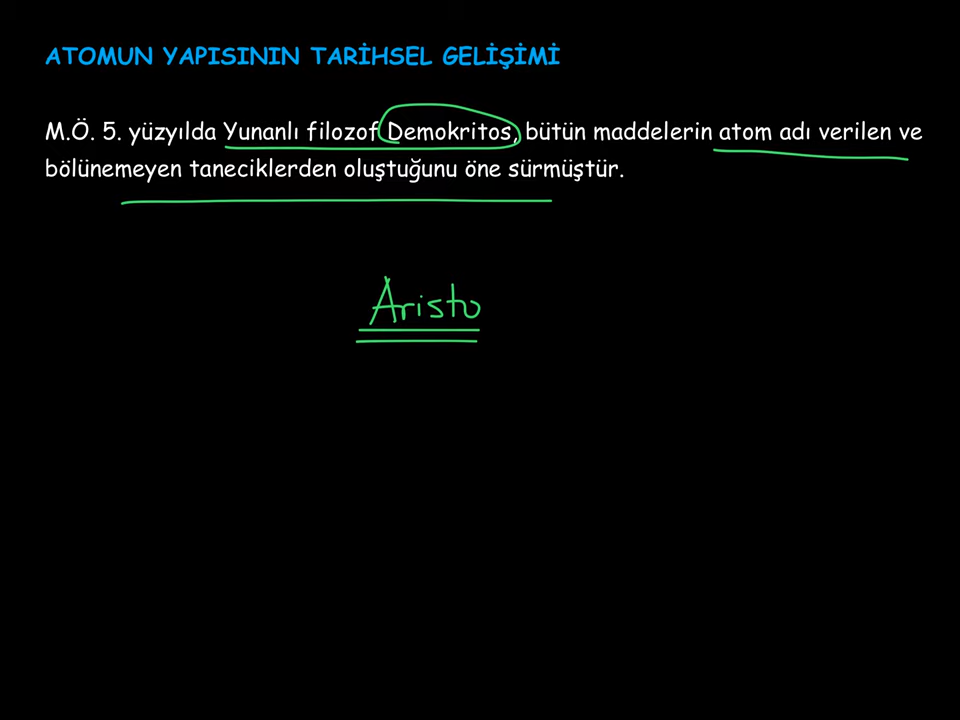 ATOMUN YAPISININ TARİHSEL GELİŞİMİ
M.Ö. 5. yüzyılda Yunanlı filozof Demokritos, bütün maddelerin atom adı verilen ve
bölünemeyen taneciklerden oluştuğunu öne sürmüştür.
Aristo